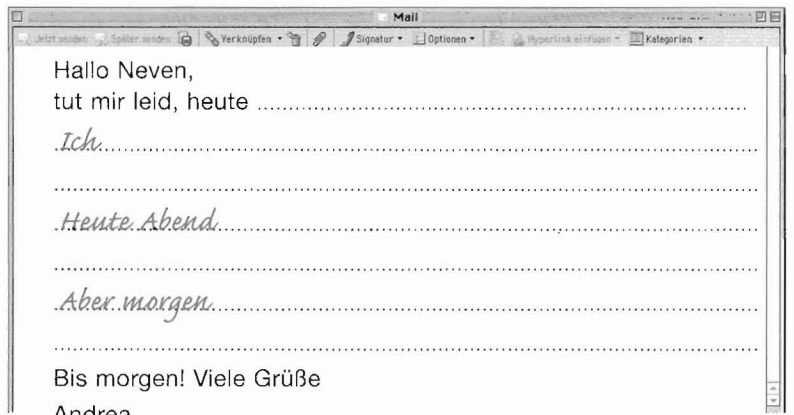 Mail
Jetzt senden Später senden Verknüpfen Signatur Optionen Hyperlink einfügen Kategorien
Hallo Neven,
tut mir leid, heute
Ich
Heute Abend
Aber morgen
Bis morgen! Viele Grüße
Andrea